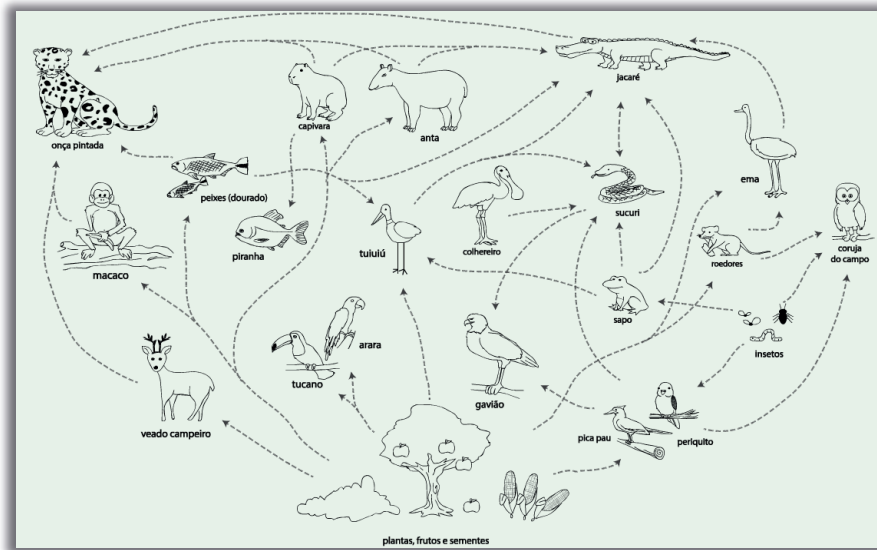 jacaré
capivara
anta
onça pintada
ema
peixes (dourado)
sucuri
piranha
tuiuiú
colhereiro
roedores
coruja
do campo
macaco
sapo
insetos
arara
tucano
gavião
veado campeiro
pica pau
periquito
plantas, frutos e sementes